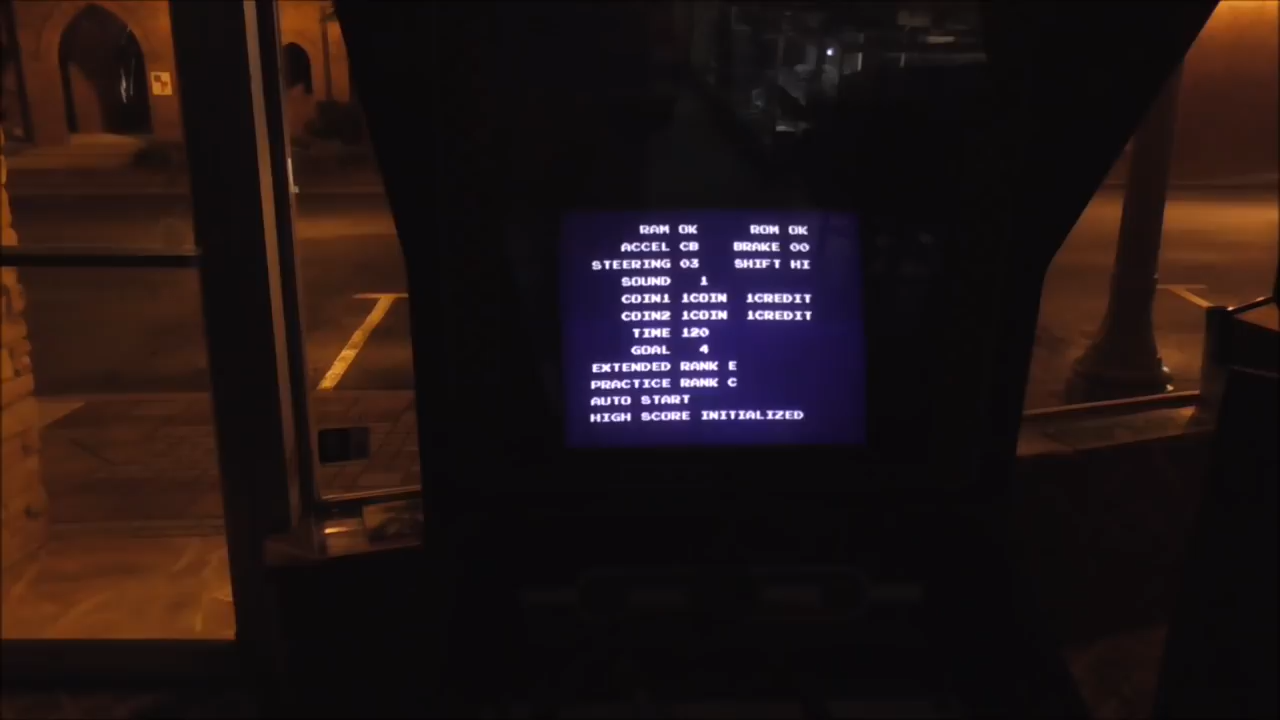 RAM OK ROM OK
ACCEL CB BRAKE 00
STEERING 03 SHIFT HI
SOUND 1
COIN1 1COIN 1CREDIT
COIN2 1COIN 1CREDIT
TIME 120
GOAL 4
EXTENDED RANK E
PRACTICE RANK C
AUTO START
HIGH SCORE INITIALIZED